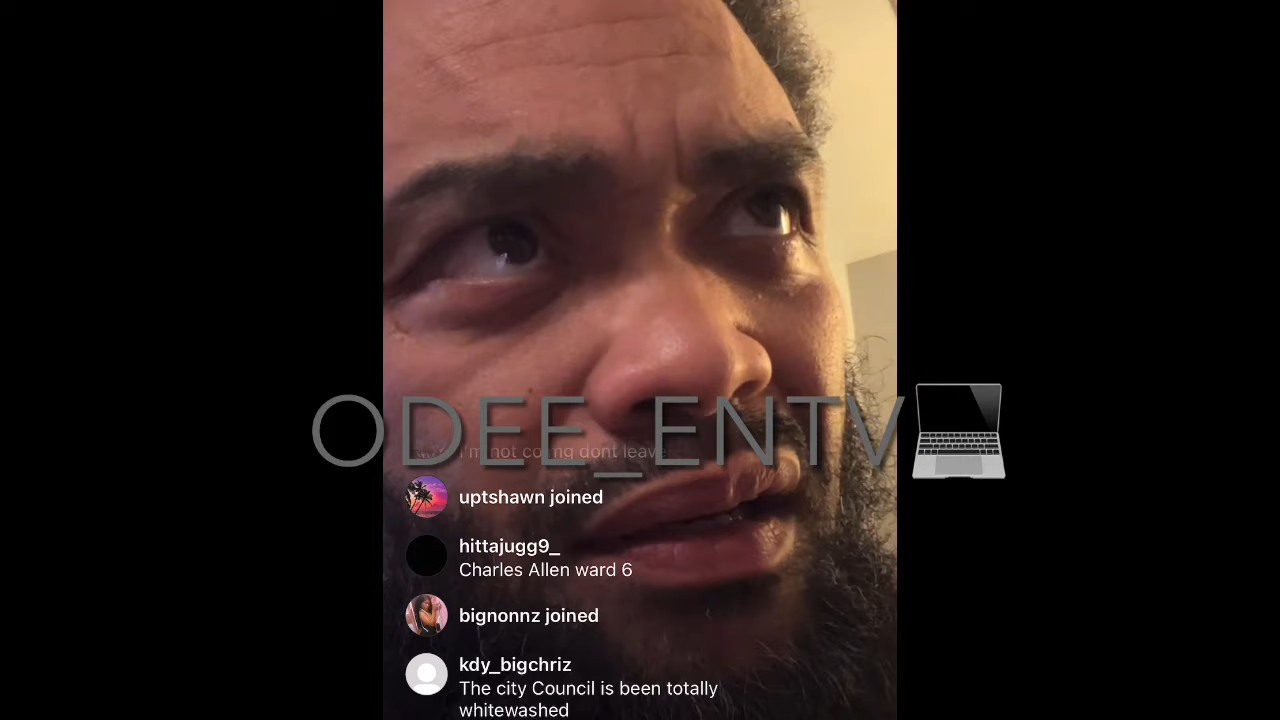 ODEE_ENTV
I'm not coming dont leave
uptshawn joined
hittajugg9_
Charles Allen ward 6
bignonnz joined
kdy_bigchriz
The city Council is been totally
whitewashed